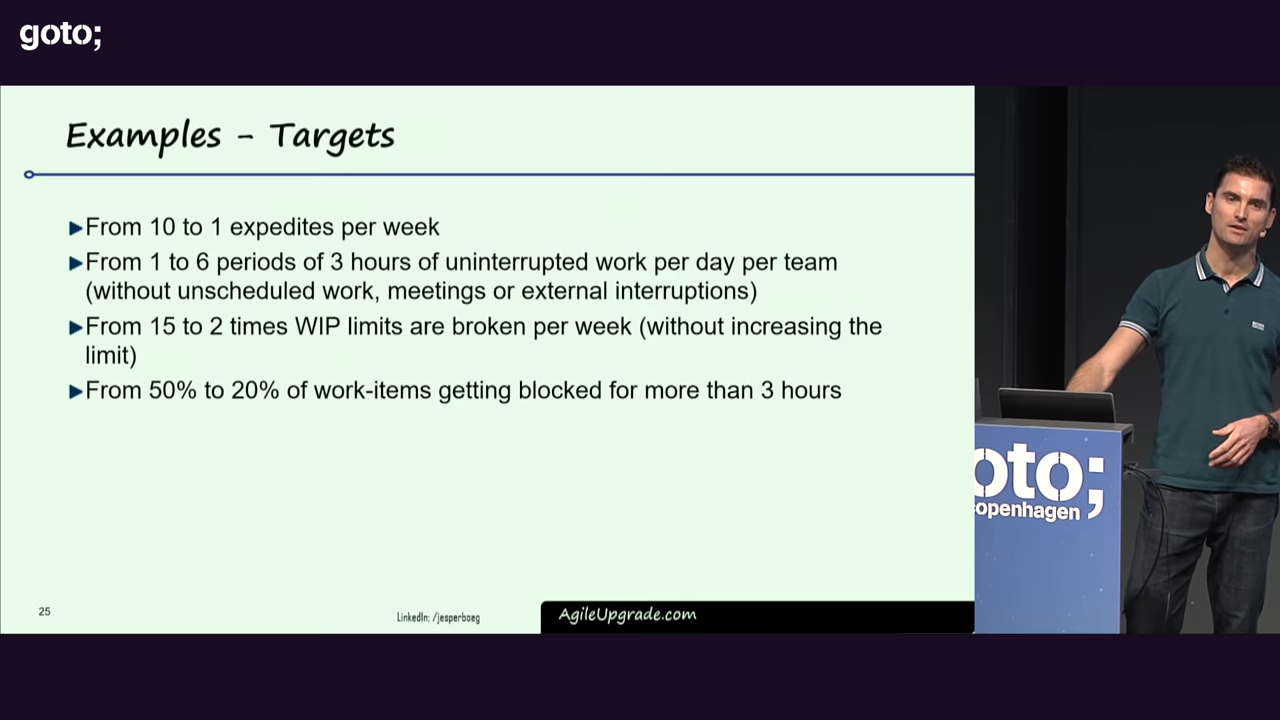 goto;
Examples - Targets
From 10 to 1 expedites per week
From 1 to 6 periods of 3 hours of uninterrupted work per day per team
(without unscheduled work, meetings or external interruptions)
From 15 to 2 times WIP limits are broken per week (without increasing the
limit)
From 50% to 20% of work-items getting blocked for more than 3 hours
25
LinkedIn: /jesperboeg
AgileUpgrade.com
oto;
openhagen